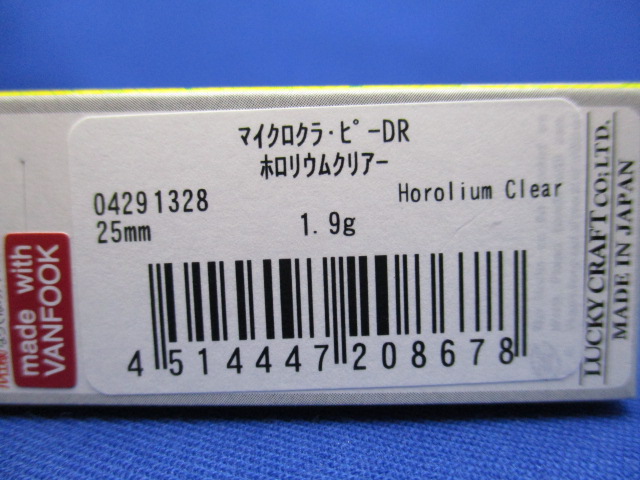 マイクロクラ・ピーDR
ホロリウムクリアー
04291328
Horolium Clear
25mm
1.9g
4 514447 208678
made with
VANFOOK
LUCKY CRAFT CO;LTD.
MADE IN JAPAN